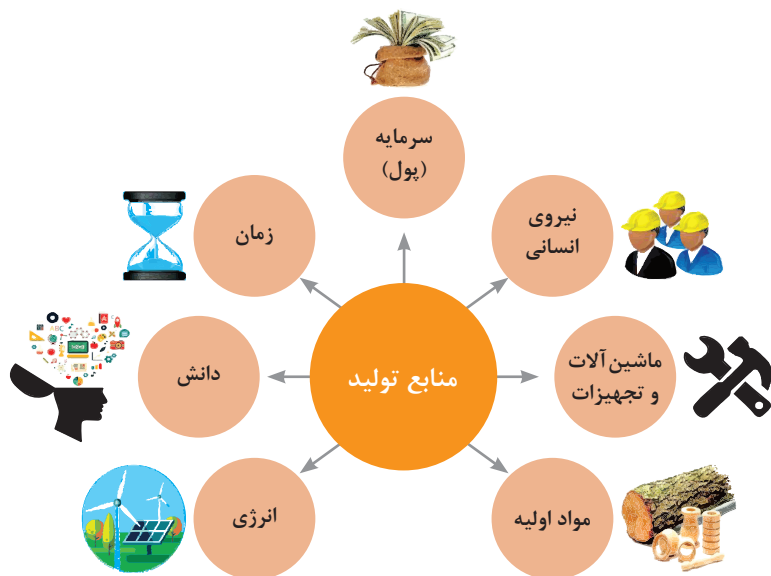 سرمایه
(پول)
نیروی
انسانی
زمان
ماشین آلات
و تجهیزات
منابع تولید
دانش
مواد اولیه
انرژی